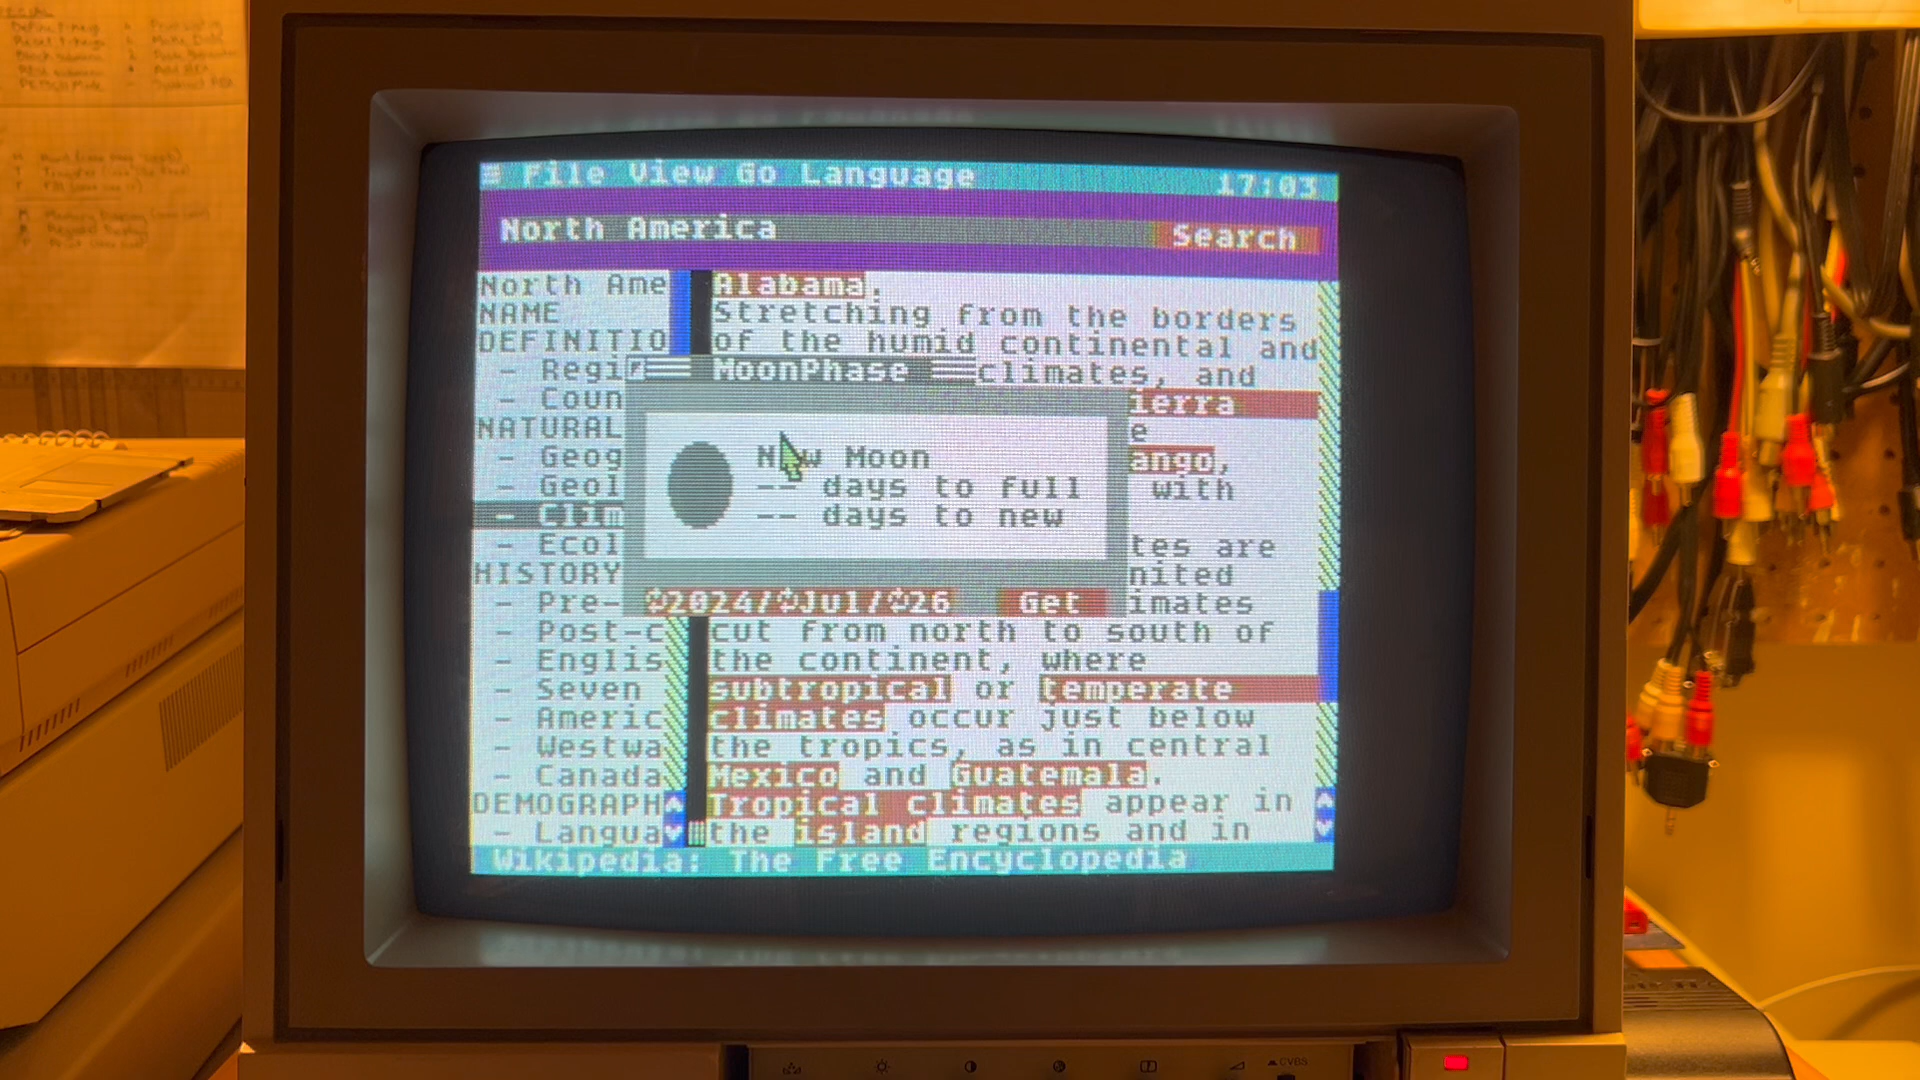 File View Go Language 17:03
North America Search
North Ame
NAME
DEFINITIO
- Regi
- Coun
NATURAL
- Geog
- Geol
- Clim
- Ecol
HISTORY
- Pre-
- Post-c
- Englis
- Seven
- Americ
- Westwa
- Canada
DEMOGRAPH
- Langua
Alabama.
Stretching from the borders
of the humid continental and
climates, and
ierra
e
ango,
with
tes are
nited
imates
cut from north to south of
the continent, where
subtropical or temperate
climates occur just below
the tropics, as in central
Mexico and Guatemala.
Tropical climates appear in
the island regions and in
MoonPhase
New Moon
-- days to full
-- days to new
2024/Jul/26 Get
Wikipedia: The Free Encyclopedia
CVBS